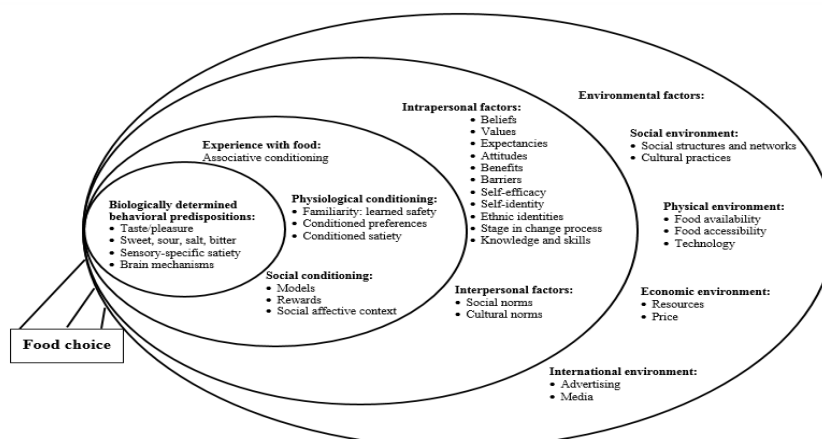 Environmental factors:
Intrapersonal factors:
• Beliefs
• Values
• Expectancies
• Attitudes
• Benefits
• Barriers
• Self-efficacy
• Self-identity
• Ethnic identities
• Stage in change process
• Knowledge and skills
Social environment:
• Social structures and networks
• Cultural practices
Experience with food:
Associative conditioning
Physiological conditioning:
• Familiarity: learned safety
• Conditioned preferences
• Conditioned satiety
Biologically determined
behavioral predispositions:
• Taste/pleasure
• Sweet, sour, salt, bitter
• Sensory-specific satiety
• Brain mechanisms
Physical environment:
• Food availability
• Food accessibility
• Technology
Social conditioning:
• Models
• Rewards
• Social affective context
Interpersonal factors:
• Social norms
• Cultural norms
Economic environment:
• Resources
• Price
Food choice
International environment:
• Advertising
• Media